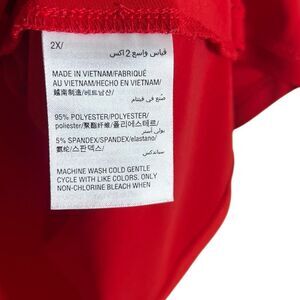 2X/ قياس واسع 2 اكس
MADE IN VIETNAM/FABRIQUÉ
AU VIETNAM/HECHO EN VIETNAM/
越南制造/베트남산/
صنع في فيتنام
95% POLYESTER/POLYESTER/
poliester/聚酯纤维/폴리에스테르/
بولي أستر
5% SPANDEX/SPANDEX/elastano/
氨纶/스판덱스/
سباندكس
MACHINE WASH COLD GENTLE
CYCLE WITH LIKE COLORS. ONLY
NON-CHLORINE BLEACH WHEN